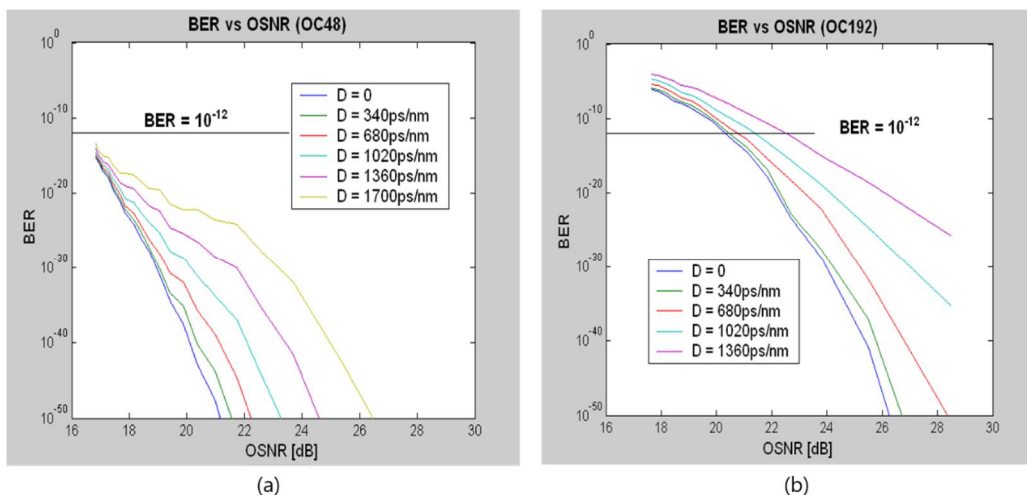 BER vs OSNR (OC48)
10^0
10^-10
10^-20
10^-30
10^-40
10^-50
BER
BER = 10^-12
D = 0
D = 340ps/nm
D = 680ps/nm
D = 1020ps/nm
D = 1360ps/nm
D = 1700ps/nm
16 18 20 22 24 26 28 30
OSNR [dB]
(a)
BER vs OSNR (OC192)
10^0
10^-10
10^-20
10^-30
10^-40
10^-50
BER
BER = 10^-12
D = 0
D = 340ps/nm
D = 680ps/nm
D = 1020ps/nm
D = 1360ps/nm
16 18 20 22 24 26 28 30
OSNR [dB]
(b)